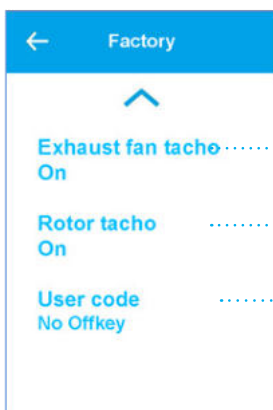 Factory
Exhaust fan tacho
On
Rotor tacho
On
User code
No Offkey